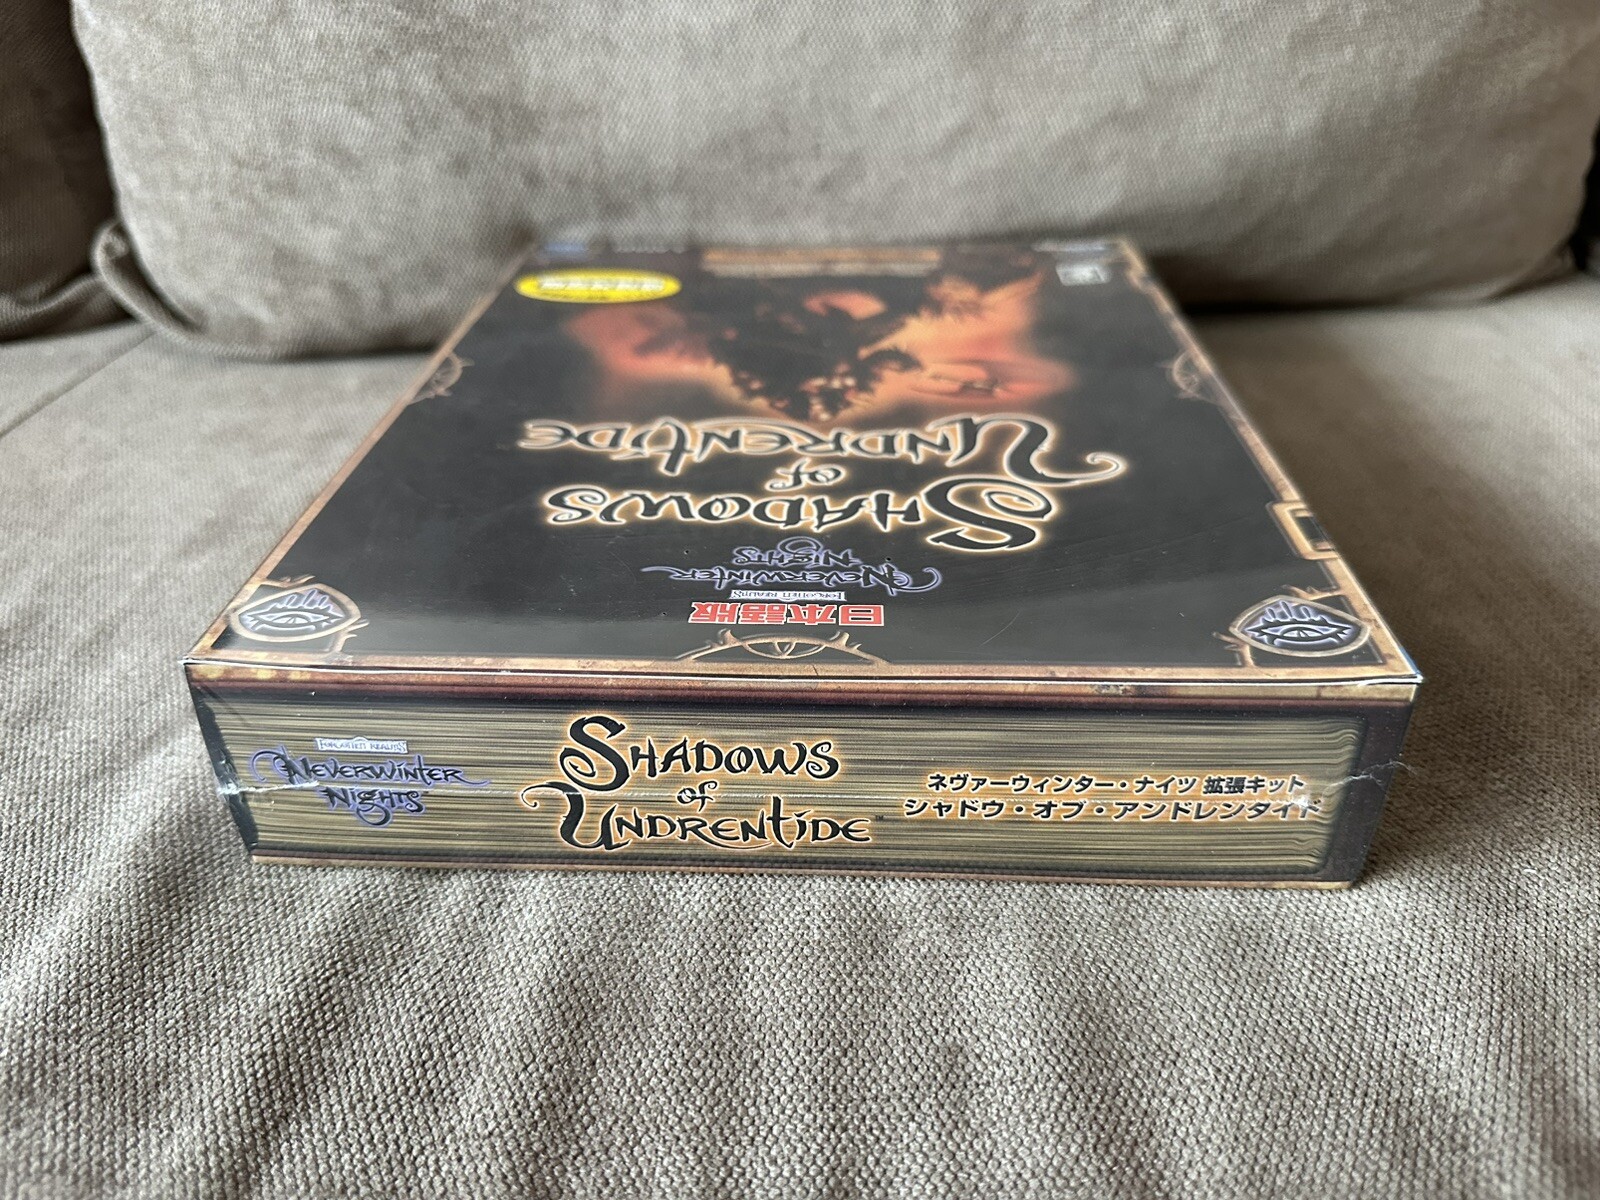 UNDRENTIDE
OF
SHADOWS
NEVERWINTER
NIGHTS
FORGOTTEN REALMS
日本語版
FORGOTTEN REALMS
NEVERWINTER
NIGHTS
SHADOWS
OF
UNDRENTIDE™
ネヴァーウィンター・ナイツ 拡張キット
シャドウ・オブ・アンドレンタイド